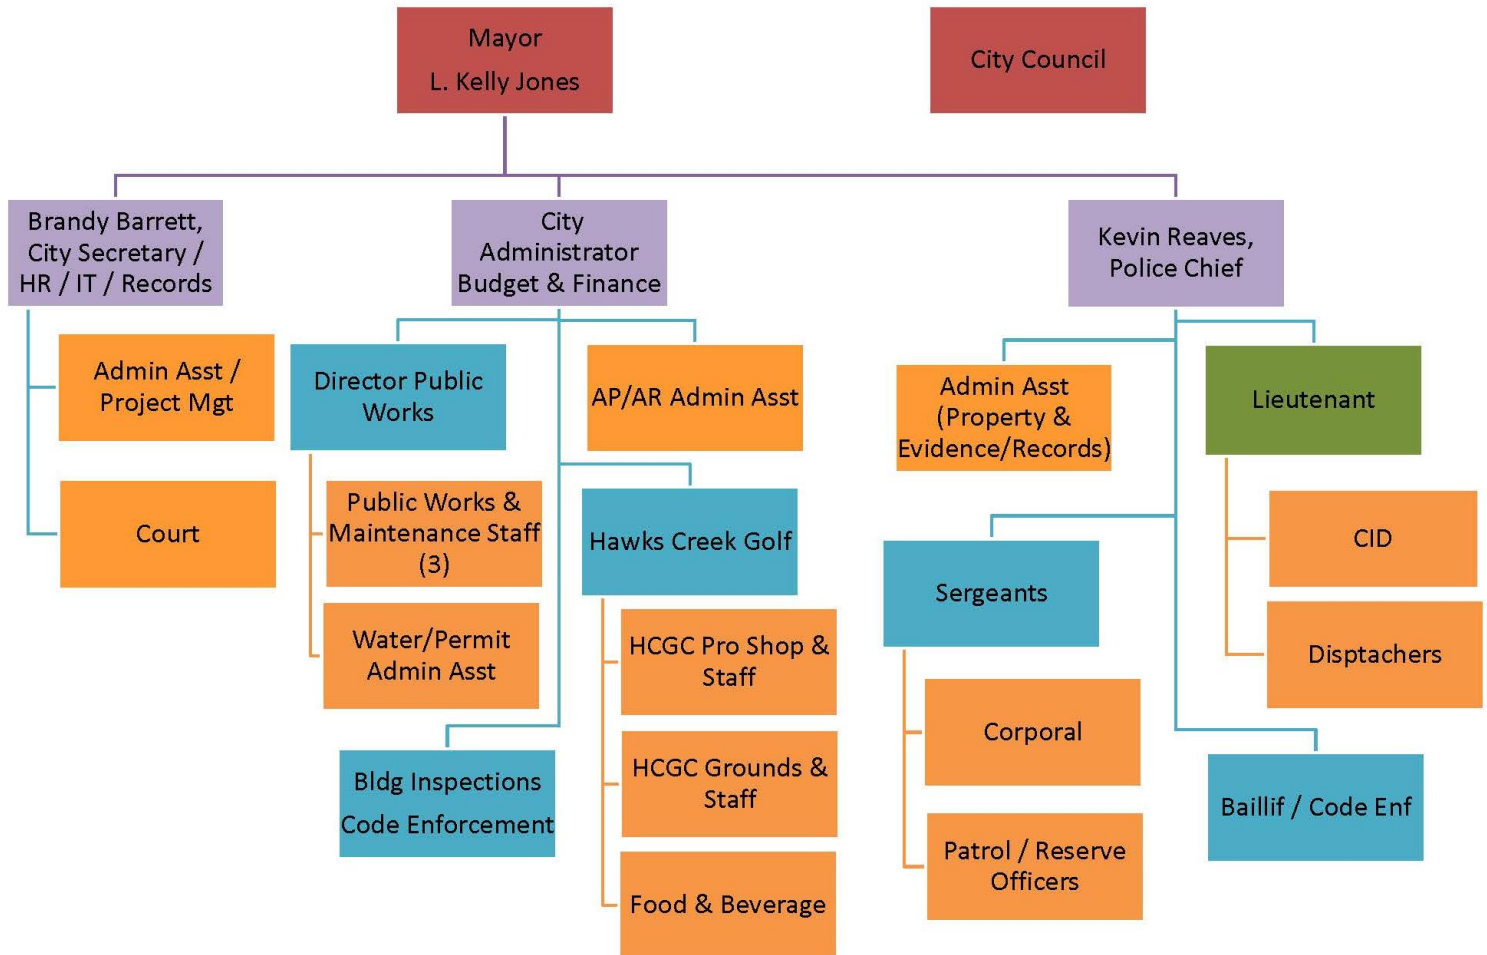 Mayor
L. Kelly Jones
City Council
Brandy Barrett,
City Secretary /
HR / IT / Records
City
Administrator
Budget & Finance
Kevin Reaves,
Police Chief
Admin Asst /
Project Mgt
Court
Director Public
Works
AP/AR Admin Asst
Public Works &
Maintenance Staff
(3)
Water/Permit
Admin Asst
Hawks Creek Golf
HCGC Pro Shop &
Staff
HCGC Grounds &
Staff
Food & Beverage
Bldg Inspections
Code Enforcement
Admin Asst
(Property &
Evidence/Records)
Lieutenant
CID
Disptachers
Sergeants
Corporal
Patrol / Reserve
Officers
Baillif / Code Enf